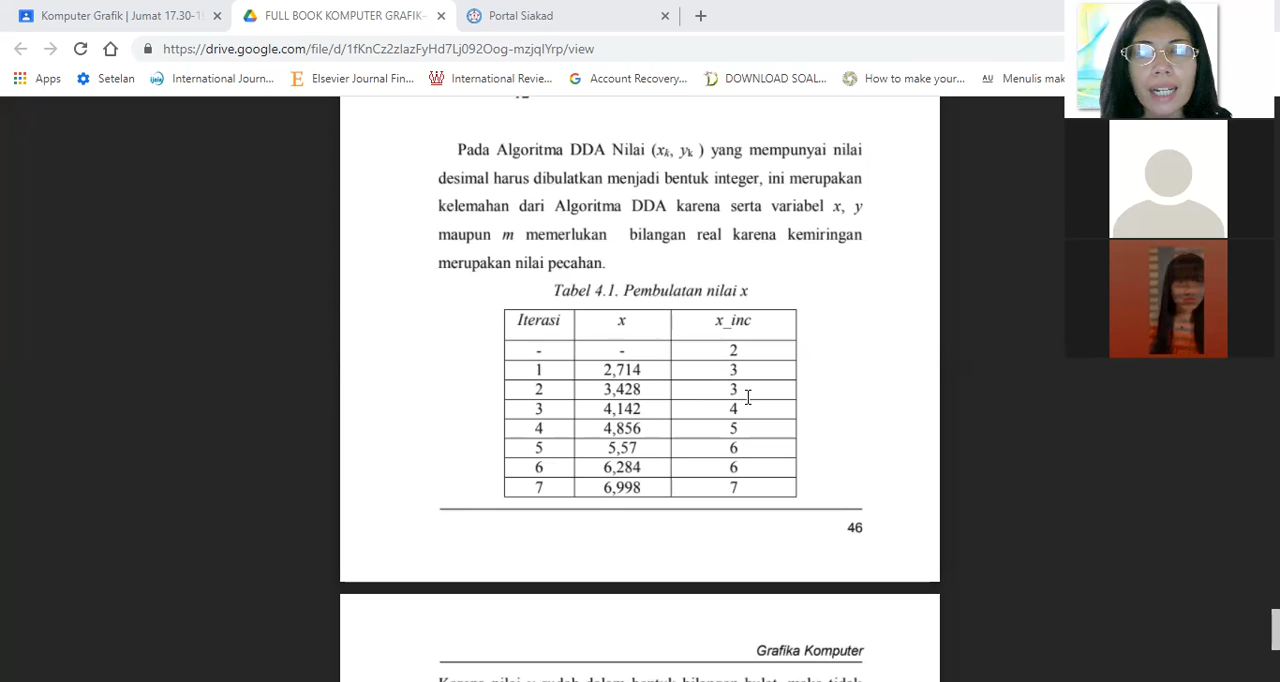 Komputer Grafik | Jumat 17.30-1
FULL BOOK KOMPUTER GRAFIK-
Portal Siakad
https://drive.google.com/file/d/1fKnCz2zIazFyHd7Lj092Oog-mzjqIYrp/view
Apps Setelan International Journ... Elsevier Journal Fin... International Revie... Account Recovery... DOWNLOAD SOAL... How to make your... AU Menulis mak
Pada Algoritma DDA Nilai (xk, yk ) yang mempunyai nilai
desimal harus dibulatkan menjadi bentuk integer, ini merupakan
kelemahan dari Algoritma DDA karena serta variabel x, y
maupun m memerlukan bilangan real karena kemiringan
merupakan nilai pecahan.
Tabel 4.1. Pembulatan nilai x
Iterasi x x_inc
- - 2
1 2,714 3
2 3,428 3
3 4,142 4
4 4,856 5
5 5,57 6
6 6,284 6
7 6,998 7
46
Grafika Komputer